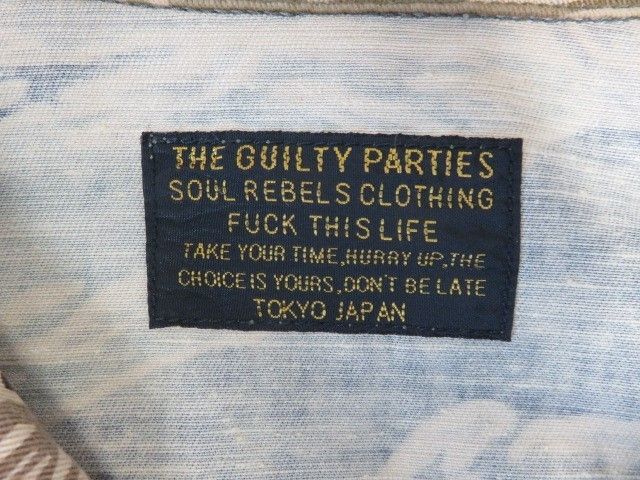 THE GUILTY PARTIES
SOUL REBELS CLOTHING
FUCK THIS LIFE
TAKE YOUR TIME,HURRY UP,THE
CHOICE IS YOURS,DON'T BE LATE
TOKYO JAPAN